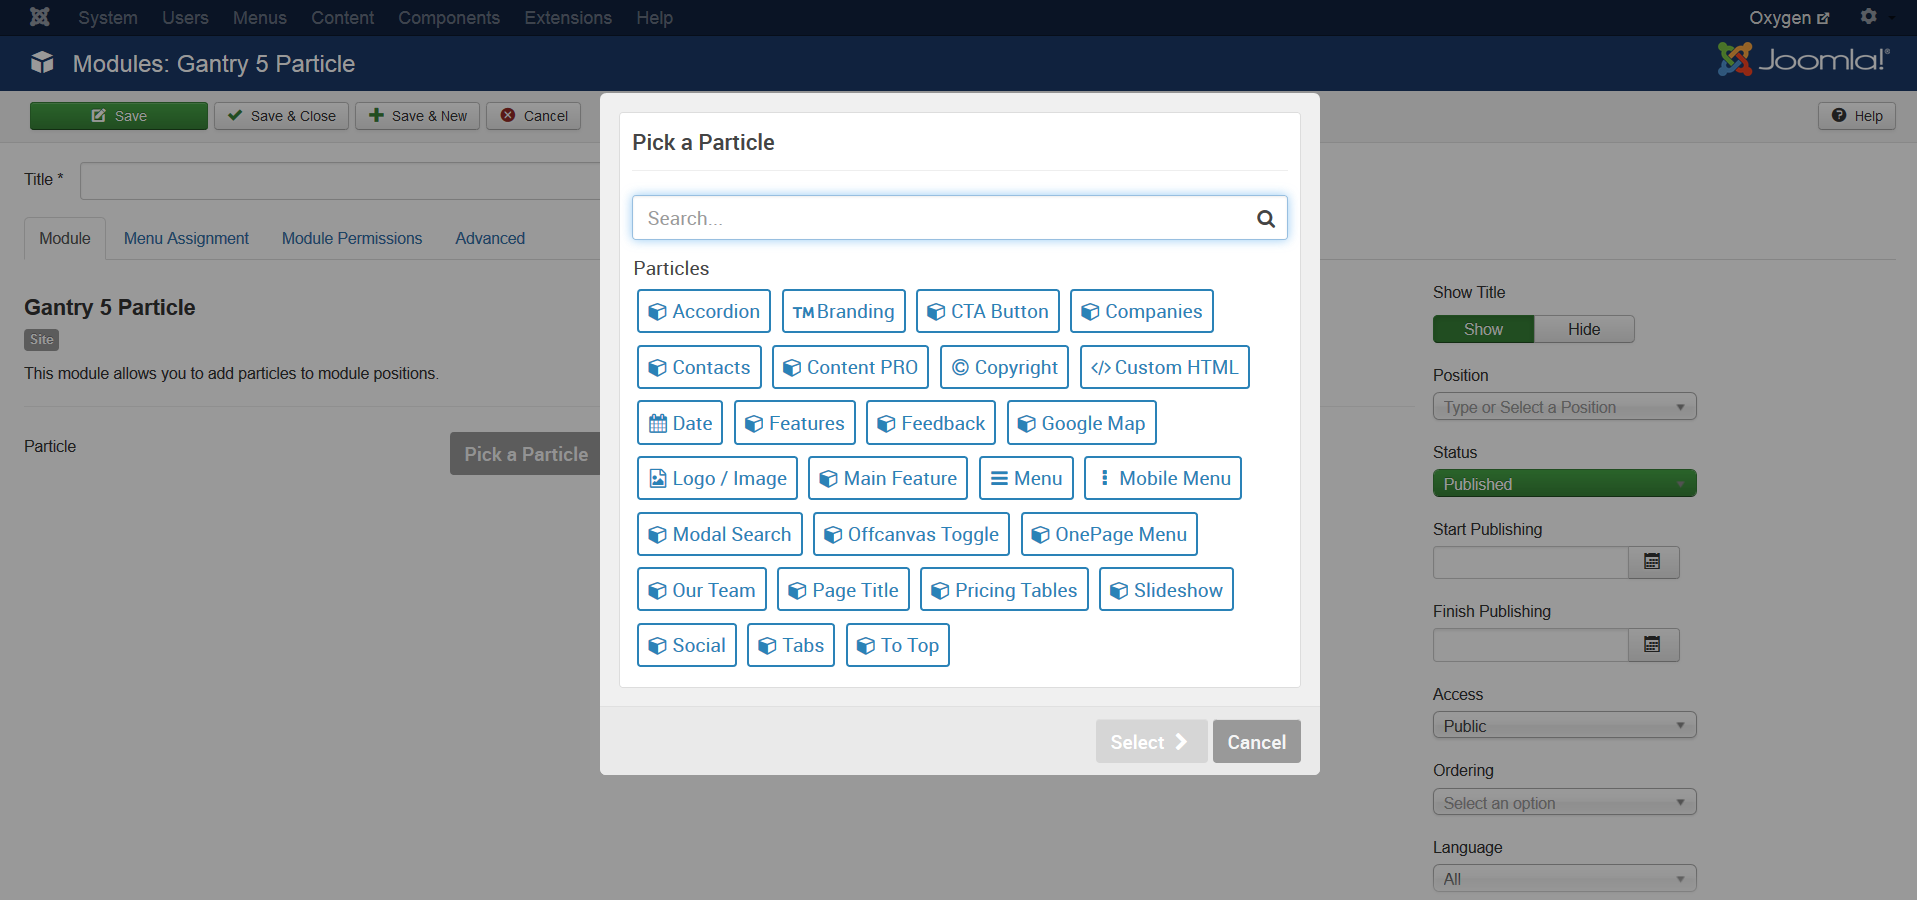 System Users Menus Content Components Extensions Help Oxygen
Modules: Gantry 5 Particle Joomla!®
Save Save & Close Save & New Cancel Help
Title *
Module Menu Assignment Module Permissions Advanced
Gantry 5 Particle
Site
This module allows you to add particles to module positions.
Particle Pick a Particle
Pick a Particle
Search...
Particles
Accordion TM Branding CTA Button Companies
Contacts Content PRO © Copyright </> Custom HTML
Date Features Feedback Google Map
Logo / Image Main Feature Menu Mobile Menu
Modal Search Offcanvas Toggle OnePage Menu
Our Team Page Title Pricing Tables Slideshow
Social Tabs To Top
Select Cancel
Show Title
Show Hide
Position
Type or Select a Position
Status
Published
Start Publishing
Finish Publishing
Access
Public
Ordering
Select an option
Language
All